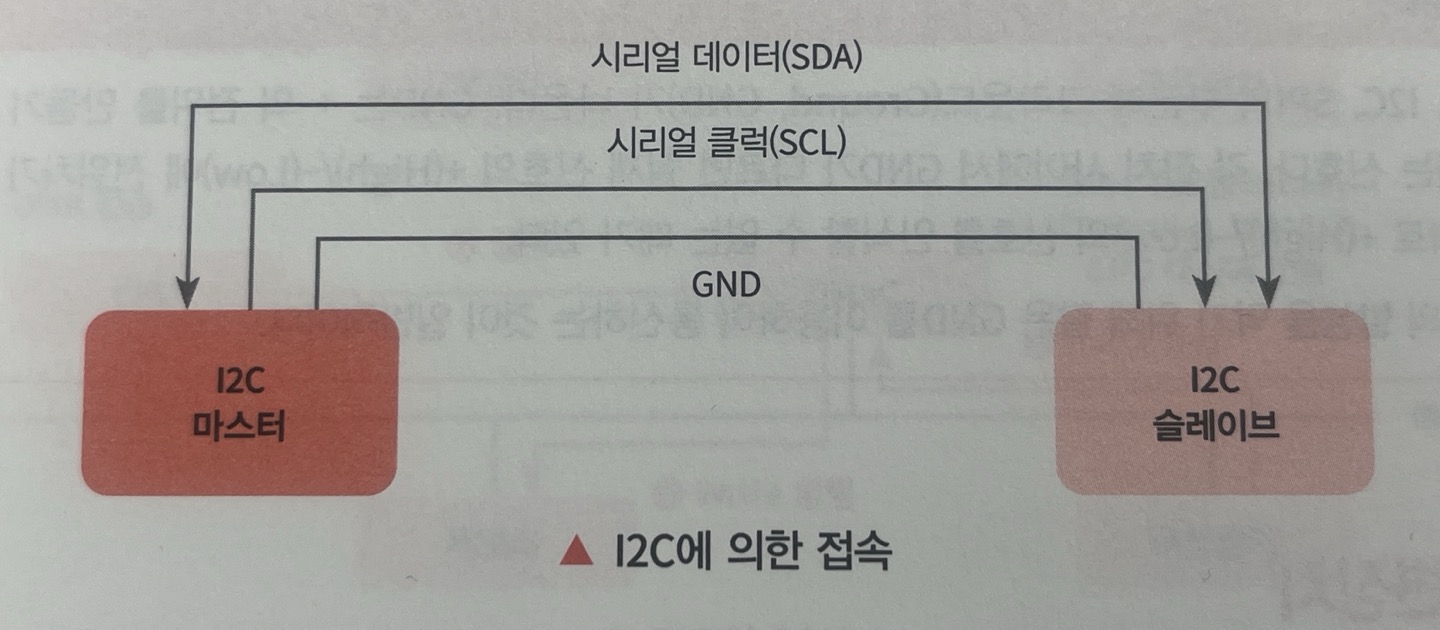 시리얼 데이터(SDA)
시리얼 클럭(SCL)
GND
I2C
마스터
I2C
슬레이브
▲ I2C에 의한 접속